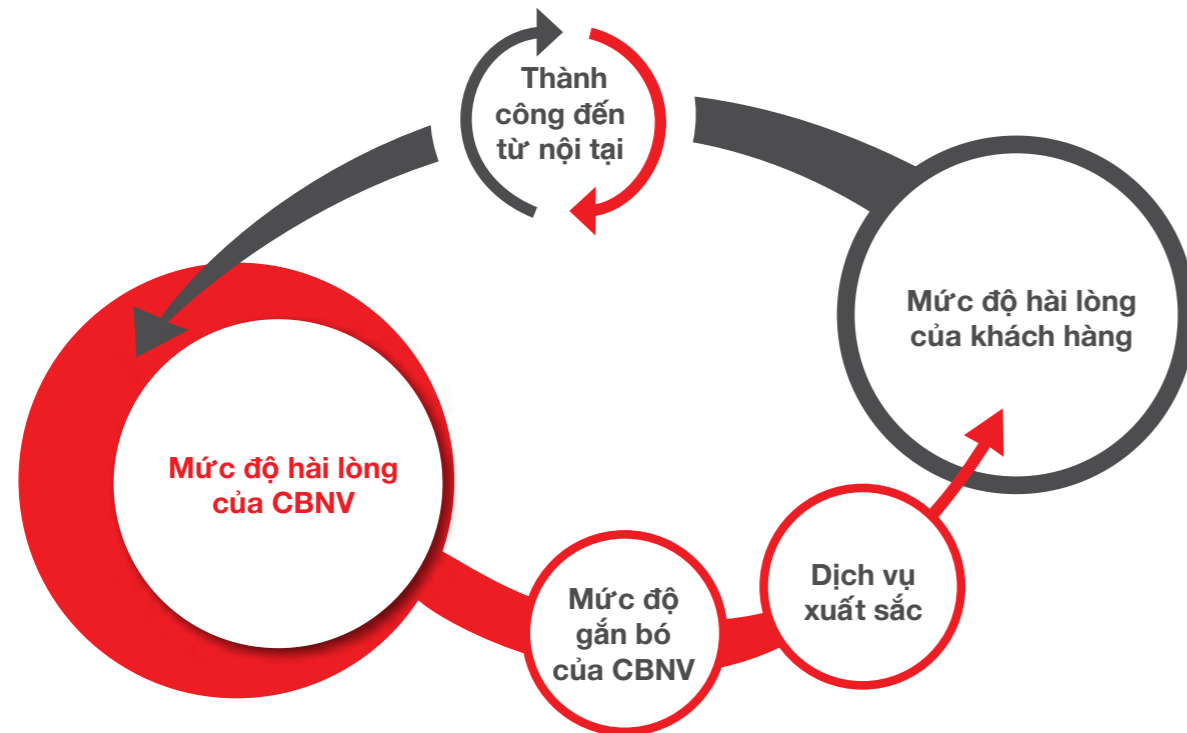 Thành
công đến
từ nội tại
Mức độ hài lòng
của khách hàng
Mức độ hài lòng
của CBNV
Mức độ
gắn bó
của CBNV
Dịch vụ
xuất sắc